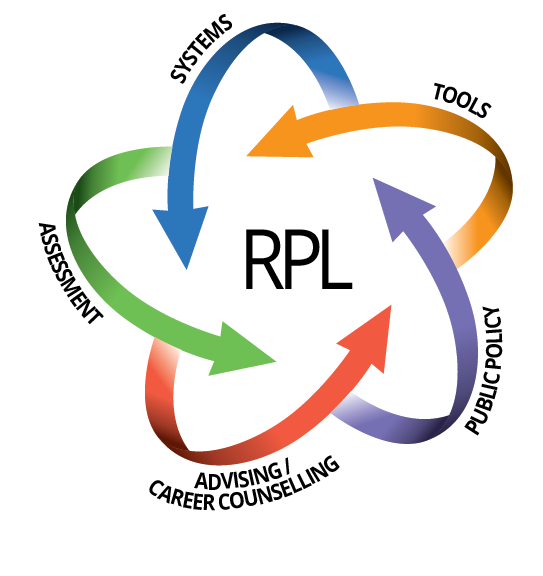 SYSTEMS
TOOLS
RPL
ASSESSMENT
PUBLIC POLICY
ADVISING /
CAREER COUNSELLING